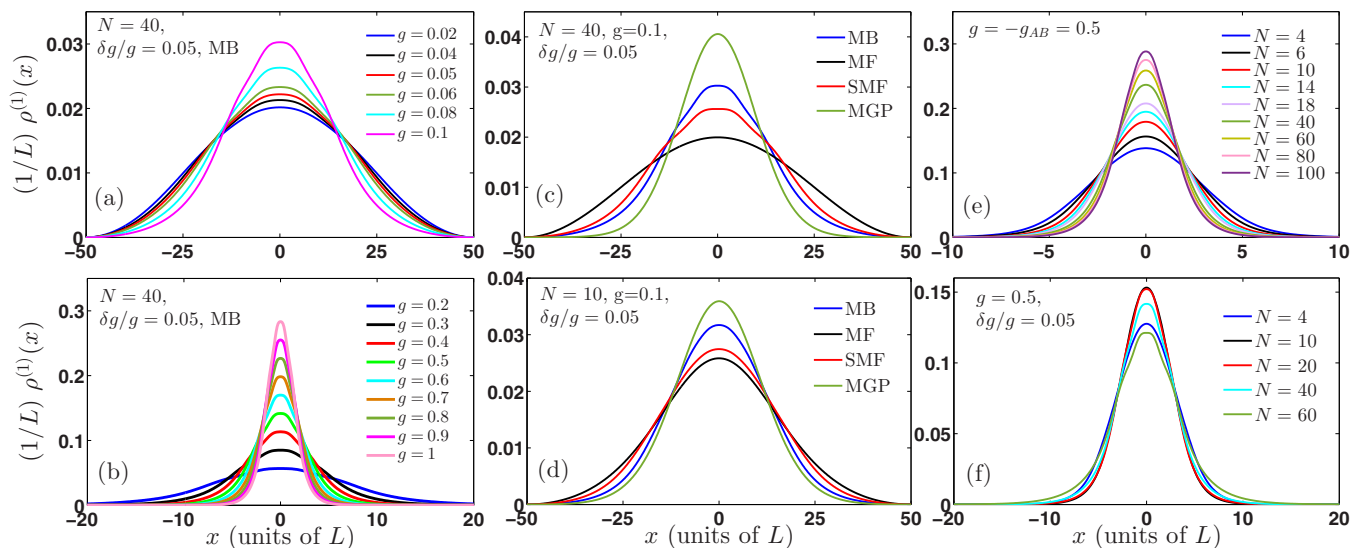 (a)
N = 40,
δg/g = 0.05, MB
g = 0.02
g = 0.04
g = 0.05
g = 0.06
g = 0.08
g = 0.1
(1/L) ρ^(1)(x)
0.03
0.02
0.01
0
−50
−25
0
25
50
(c)
N = 40, g=0.1,
δg/g = 0.05
MB
MF
SMF
MGP
0.04
0.03
0.02
0.01
0
−50
−25
0
25
50
(e)
g = −g_AB = 0.5
N = 4
N = 6
N = 10
N = 14
N = 18
N = 40
N = 60
N = 80
N = 100
0.3
0.2
0.1
0
−10
−5
0
5
10
(b)
N = 40,
δg/g = 0.05, MB
g = 0.2
g = 0.3
g = 0.4
g = 0.5
g = 0.6
g = 0.7
g = 0.8
g = 0.9
g = 1
(1/L) ρ^(1)(x)
0.3
0.2
0.1
0
−20
−10
0
10
20
x (units of L)
(d)
N = 10, g=0.1,
δg/g = 0.05
MB
MF
SMF
MGP
0.04
0.03
0.02
0.01
0
−50
−25
0
25
50
x (units of L)
(f)
g = 0.5,
δg/g = 0.05
N = 4
N = 10
N = 20
N = 40
N = 60
0.15
0.10
0.05
0
−20
−10
0
10
20
x (units of L)